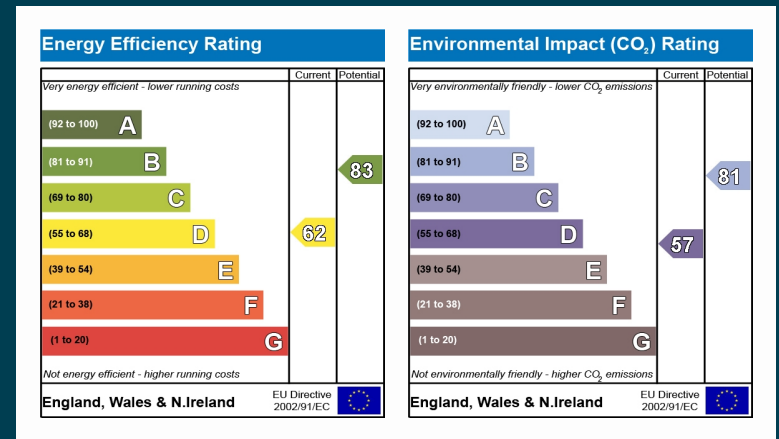 Energy Efficiency Rating
Current Potential
Very energy efficient - lower running costs
(92 to 100) A
(81 to 91) B
83
(69 to 80) C
(55 to 68) D
62
(39 to 54) E
(21 to 38) F
(1 to 20) G
Not energy efficient - higher running costs
England, Wales & N.Ireland
EU Directive
2002/91/EC
Environmental Impact (CO₂) Rating
Current Potential
Very environmentally friendly - lower CO₂ emissions
(92 to 100) A
(81 to 91) B
81
(69 to 80) C
(55 to 68) D
57
(39 to 54) E
(21 to 38) F
(1 to 20) G
Not environmentally friendly - higher CO₂ emissions
England, Wales & N.Ireland
EU Directive
2002/91/EC